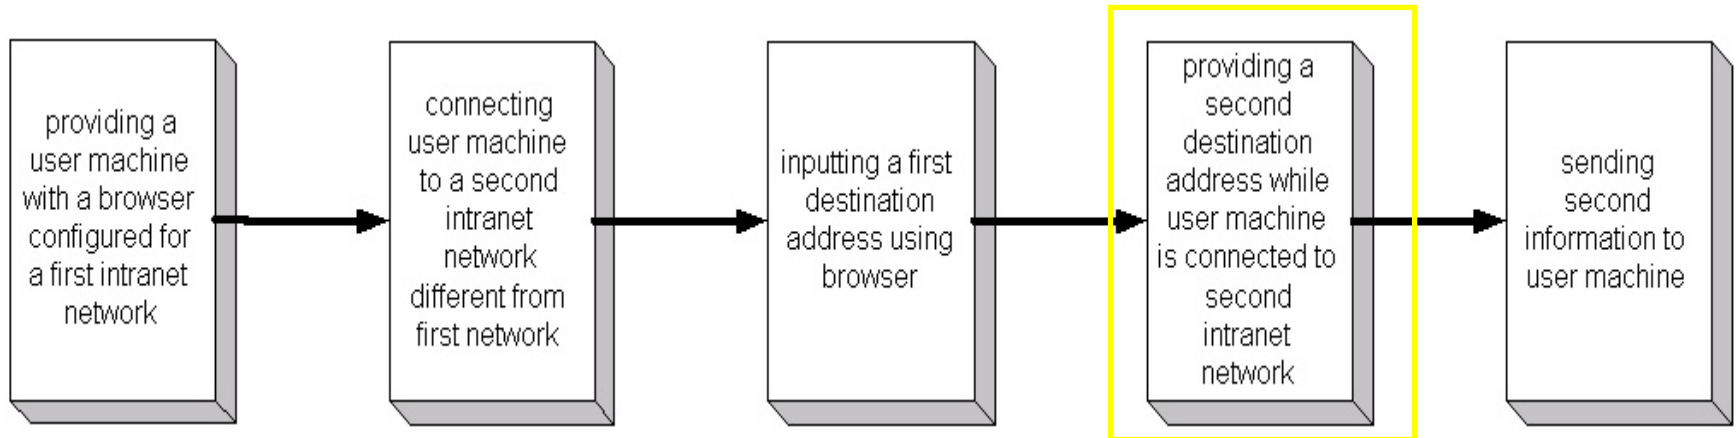 providing a
user machine
with a browser
configured for
a first intranet
network
connecting
user machine
to a second
intranet
network
different from
first network
inputting a first
destination
address using
browser
providing a
second
destination
address while
user machine
is connected to
second
intranet
network
sending
second
information to
user machine